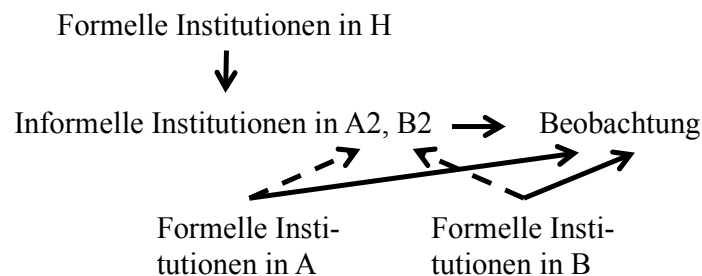 Formelle Institutionen in H
Informelle Institutionen in A2, B2
Beobachtung
Formelle Insti-
tutionen in A
Formelle Insti-
tutionen in B